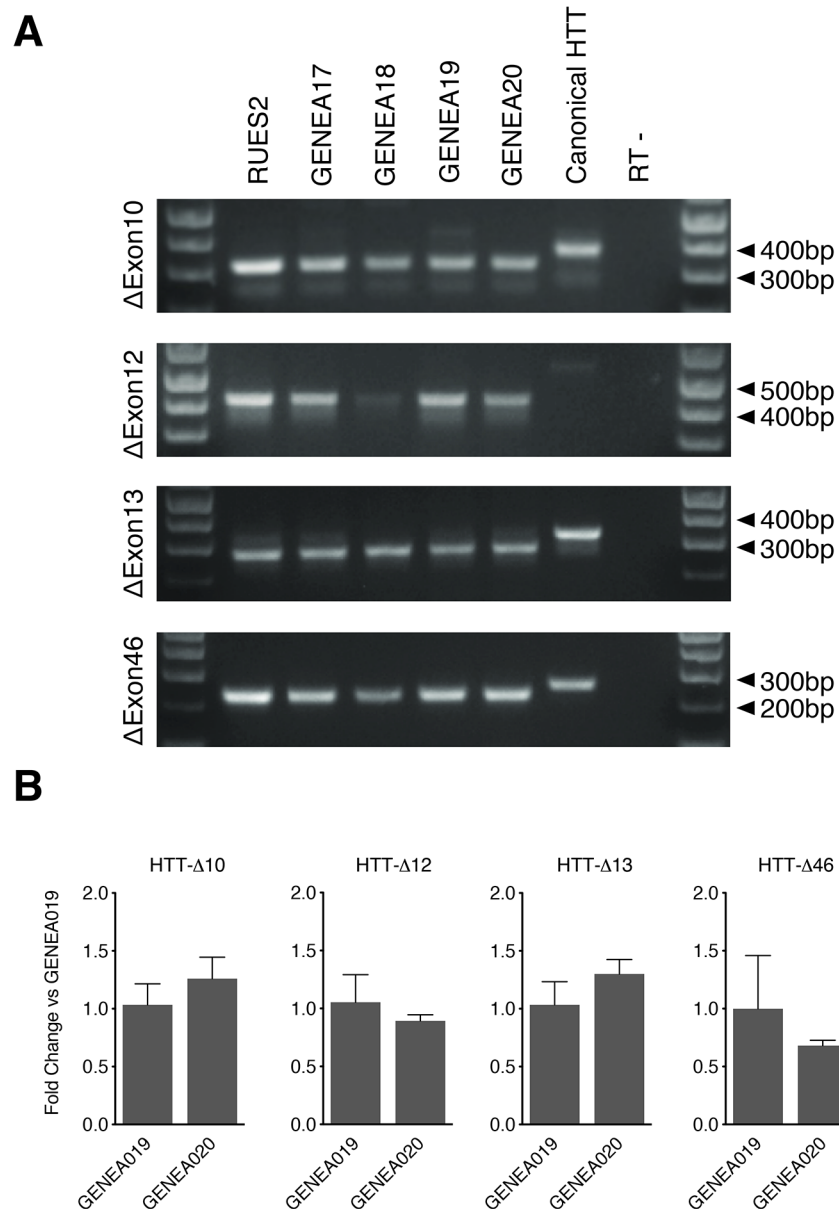 A
RUES2
GENEA17
GENEA18
GENEA19
GENEA20
Canonical HTT
RT -
ΔExon10
400bp
300bp
ΔExon12
500bp
400bp
ΔExon13
400bp
300bp
ΔExon46
300bp
200bp
B
Fold Change vs GENEA019
HTT-Δ10
2.0
1.5
1.0
0.5
0.0
GENEA019
GENEA020
HTT-Δ12
2.0
1.5
1.0
0.5
0.0
GENEA019
GENEA020
HTT-Δ13
2.0
1.5
1.0
0.5
0.0
GENEA019
GENEA020
HTT-Δ46
2.0
1.5
1.0
0.5
0.0
GENEA019
GENEA020